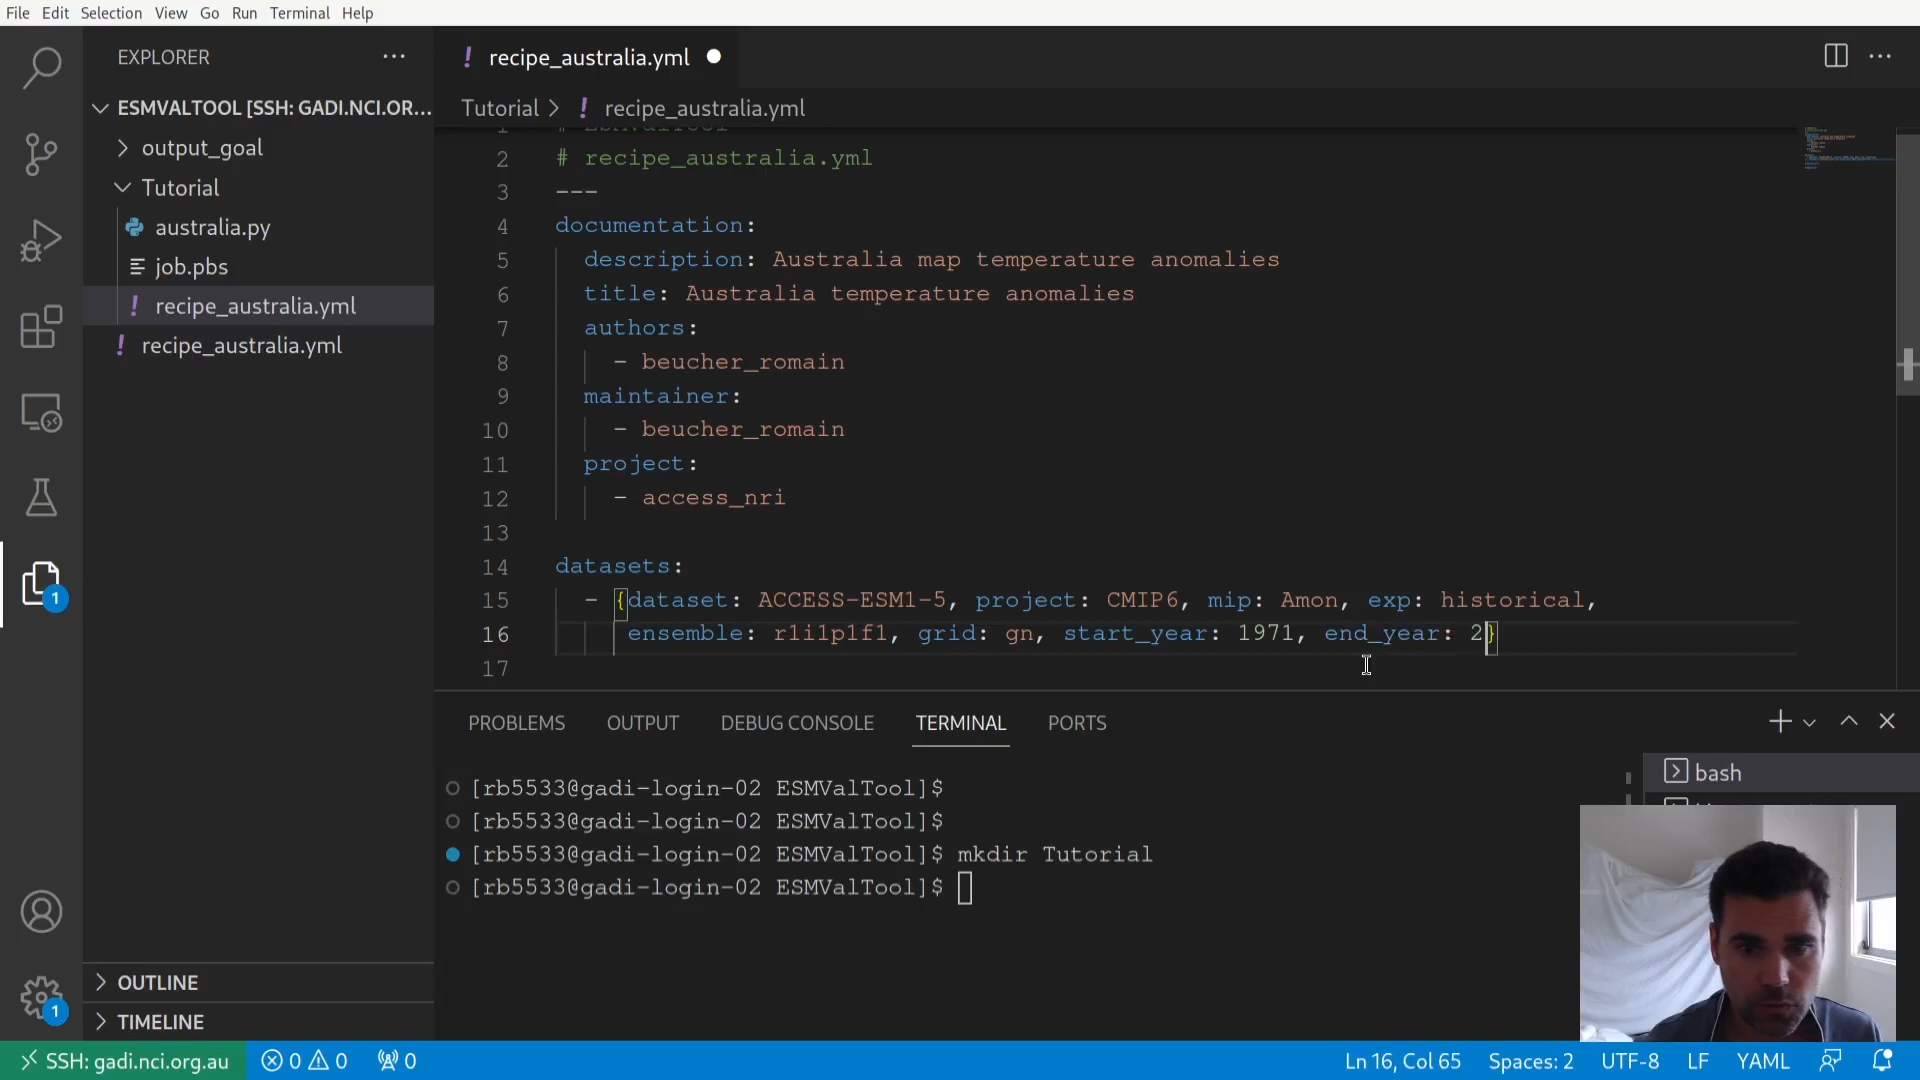 File Edit Selection View Go Run Terminal Help
EXPLORER ···
! recipe_australia.yml
ESMVALTOOL [SSH: GADI.NCI.OR...
Tutorial > ! recipe_australia.yml
output_goal
Tutorial
australia.py
job.pbs
! recipe_australia.yml
! recipe_australia.yml
1 # ESMValTool
2 # recipe_australia.yml
3 ---
4 documentation:
5 description: Australia map temperature anomalies
6 title: Australia temperature anomalies
7 authors:
8 - beucher_romain
9 maintainer:
10 - beucher_romain
11 project:
12 - access_nri
13
14 datasets:
15 - {dataset: ACCESS-ESM1-5, project: CMIP6, mip: Amon, exp: historical,
16 ensemble: r1i1p1f1, grid: gn, start_year: 1971, end_year: 2}
17
PROBLEMS OUTPUT DEBUG CONSOLE TERMINAL PORTS
[rb5533@gadi-login-02 ESMValTool]$
[rb5533@gadi-login-02 ESMValTool]$
[rb5533@gadi-login-02 ESMValTool]$ mkdir Tutorial
[rb5533@gadi-login-02 ESMValTool]$
bash
1
1
OUTLINE
TIMELINE
SSH: gadi.nci.org.au 0 0 0 Ln 16, Col 65 Spaces: 2 UTF-8 LF YAML